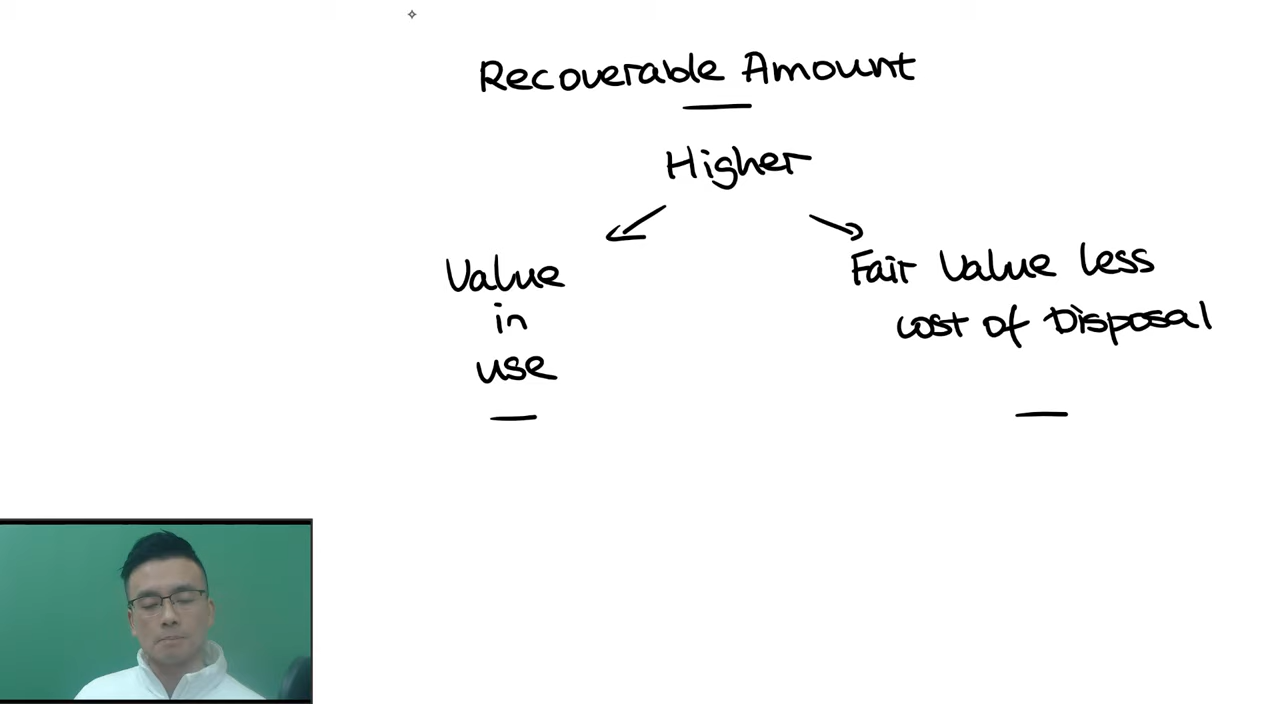 Recoverable Amount
Higher
Value
in
use
Fair Value less
cost of Disposal